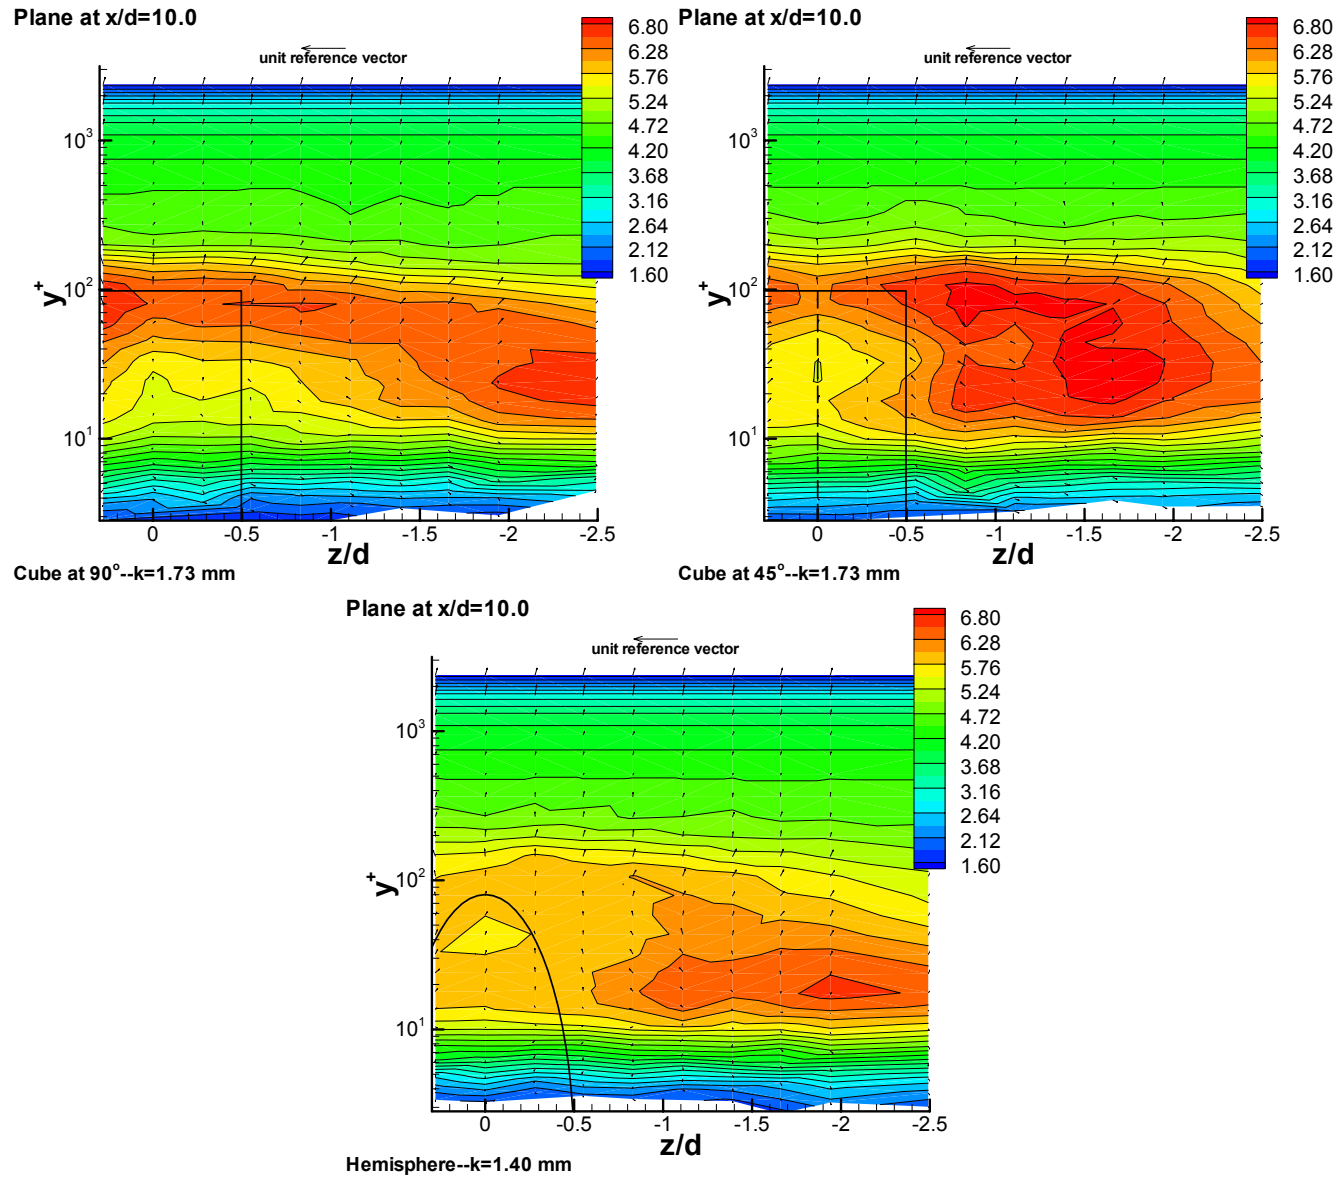 Plane at x/d=10.0
unit reference vector
6.80
6.28
5.76
5.24
4.72
4.20
3.68
3.16
2.64
2.12
1.60
10³
10²
10¹
y⁺
0 -0.5 -1 -1.5 -2 -2.5
z/d
Cube at 90°--k=1.73 mm
Plane at x/d=10.0
unit reference vector
6.80
6.28
5.76
5.24
4.72
4.20
3.68
3.16
2.64
2.12
1.60
10³
10²
10¹
y⁺
0 -0.5 -1 -1.5 -2 -2.5
z/d
Cube at 45°--k=1.73 mm
Plane at x/d=10.0
unit reference vector
6.80
6.28
5.76
5.24
4.72
4.20
3.68
3.16
2.64
2.12
1.60
10³
10²
10¹
y⁺
0 -0.5 -1 -1.5 -2 -2.5
z/d
Hemisphere--k=1.40 mm